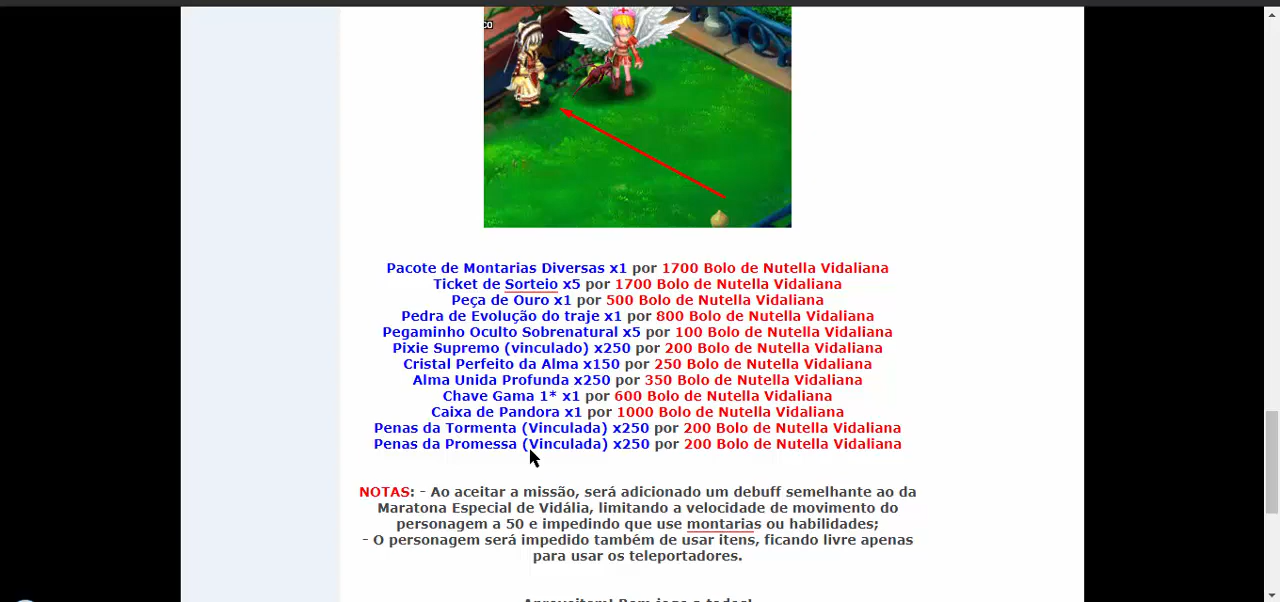 Pacote de Montarias Diversas x1 por 1700 Bolo de Nutella Vidaliana
Ticket de Sorteio x5 por 1700 Bolo de Nutella Vidaliana
Peça de Ouro x1 por 500 Bolo de Nutella Vidaliana
Pedra de Evolução do traje x1 por 800 Bolo de Nutella Vidaliana
Pegaminho Oculto Sobrenatural x5 por 100 Bolo de Nutella Vidaliana
Pixie Supremo (vinculado) x250 por 200 Bolo de Nutella Vidaliana
Cristal Perfeito da Alma x150 por 250 Bolo de Nutella Vidaliana
Alma Unida Profunda x250 por 350 Bolo de Nutella Vidaliana
Chave Gama 1* x1 por 600 Bolo de Nutella Vidaliana
Caixa de Pandora x1 por 1000 Bolo de Nutella Vidaliana
Penas da Tormenta (Vinculada) x250 por 200 Bolo de Nutella Vidaliana
Penas da Promessa (Vinculada) x250 por 200 Bolo de Nutella Vidaliana
NOTAS: - Ao aceitar a missão, será adicionado um debuff semelhante ao da
Maratona Especial de Vidália, limitando a velocidade de movimento do
personagem a 50 e impedindo que use montarias ou habilidades;
- O personagem será impedido também de usar itens, ficando livre apenas
para usar os teleportadores.
Aproveitem! Bom jogo a todos!